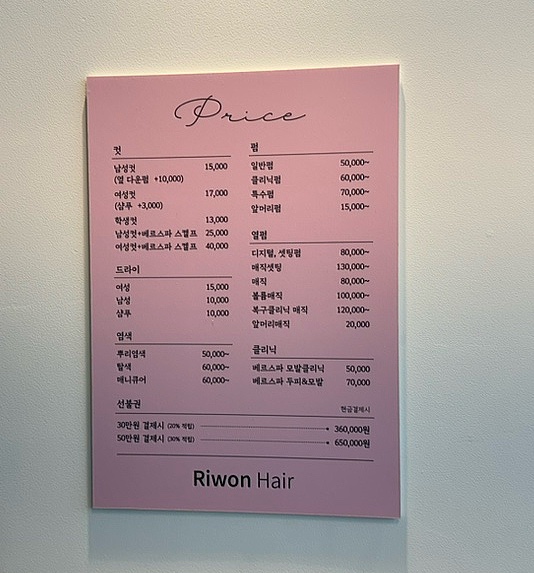 Price
컷
남성컷 15,000
(옆 다운펌 +10,000)
여성컷 17,000
(샴푸 +3,000)
학생컷 13,000
남성컷+베르스파 스켈프 25,000
여성컷+베르스파 스켈프 40,000
드라이
여성 15,000
남성 10,000
샴푸 10,000
염색
뿌리염색 50,000~
탈색 60,000~
매니큐어 60,000~
펌
일반펌 50,000~
클리닉펌 60,000~
특수펌 70,000~
앞머리펌 15,000~
열펌
디지털, 셋팅펌 80,000~
매직셋팅 130,000~
매직 80,000~
볼륨매직 100,000~
복구클리닉 매직 120,000~
앞머리매직 20,000
클리닉
베르스파 모발클리닉 50,000
베르스파 두피&모발 70,000
선불권 현금결제시
30만원 결제시 (20% 적립) 360,000원
50만원 결제시 (30% 적립) 650,000원
Riwon Hair